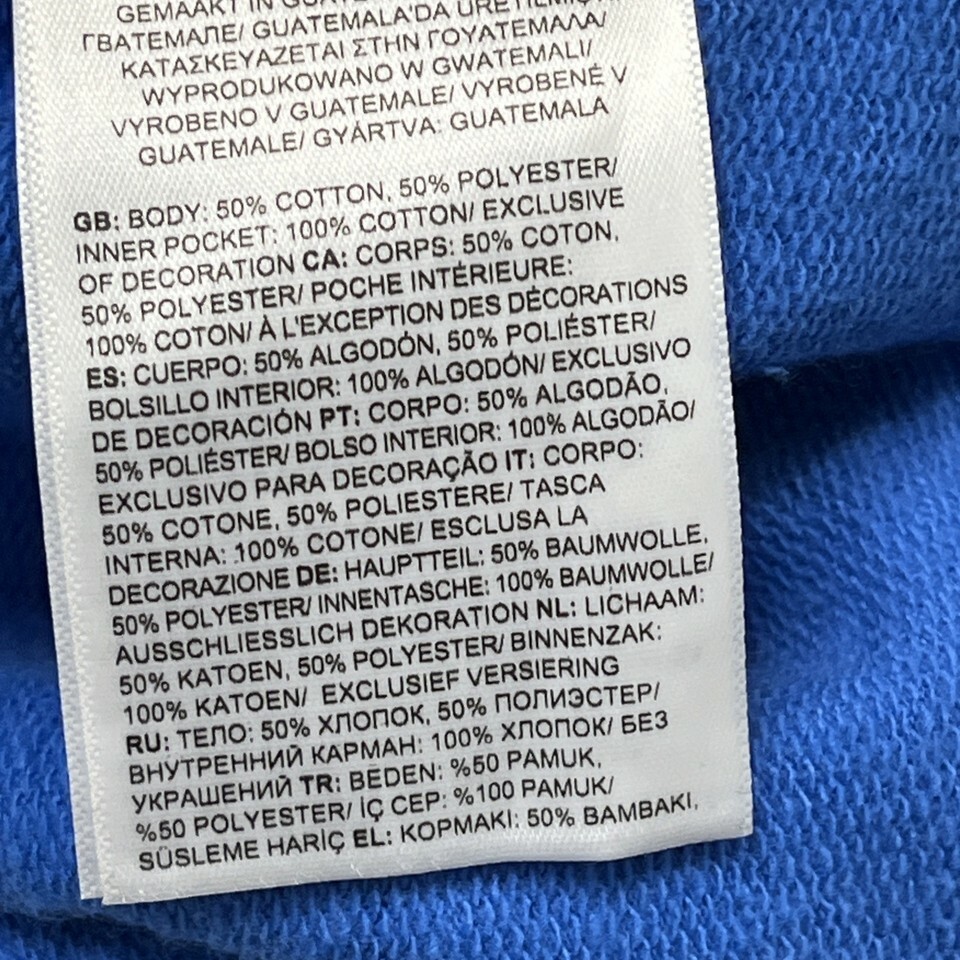 GEMAAKT IN
ГВАТЕМАЛЕ/ GUATEMALA'DA
ΚΑΤΑΣΚΕΥΑΖΕΤΑΙ ΣΤΗΝ ΓΟΥΑΤΕΜΑΛΑ/
WYPRODUKOWANO W GWATEMALI/
VYROBENO V GUATEMALE/ VYROBENÉ V
GUATEMALE/ GYÁRTVA: GUATEMALA
GB: BODY: 50% COTTON, 50% POLYESTER/
INNER POCKET: 100% COTTON/ EXCLUSIVE
OF DECORATION CA: CORPS: 50% COTON,
50% POLYESTER/ POCHE INTÉRIEURE:
100% COTON/ À L'EXCEPTION DES DÉCORATIONS
ES: CUERPO: 50% ALGODÓN, 50% POLIÉSTER/
BOLSILLO INTERIOR: 100% ALGODÓN/ EXCLUSIVO
DE DECORACIÓN PT: CORPO: 50% ALGODÃO,
50% POLIÉSTER/ BOLSO INTERIOR: 100% ALGODÃO/
EXCLUSIVO PARA DECORAÇÃO IT: CORPO:
50% COTONE, 50% POLIESTERE/ TASCA
INTERNA: 100% COTONE/ ESCLUSA LA
DECORAZIONE DE: HAUPTTEIL: 50% BAUMWOLLE,
50% POLYESTER/ INNENTASCHE: 100% BAUMWOLLE/
AUSSCHLIESSLICH DEKORATION NL: LICHAAM:
50% KATOEN, 50% POLYESTER/ BINNENZAK:
100% KATOEN/ EXCLUSIEF VERSIERING
RU: ТЕЛО: 50% ХЛОПОК, 50% ПОЛИЭСТЕР/
ВНУТРЕННИЙ КАРМАН: 100% ХЛОПОК/ БЕЗ
УКРАШЕНИЙ TR: BEDEN: %50 PAMUK,
%50 POLYESTER/ İÇ CEP: %100 PAMUK/
SÜSLEME HARİÇ EL: ΚΟΡΜΑΚΙ: 50% ΒΑΜΒΑΚΙ,